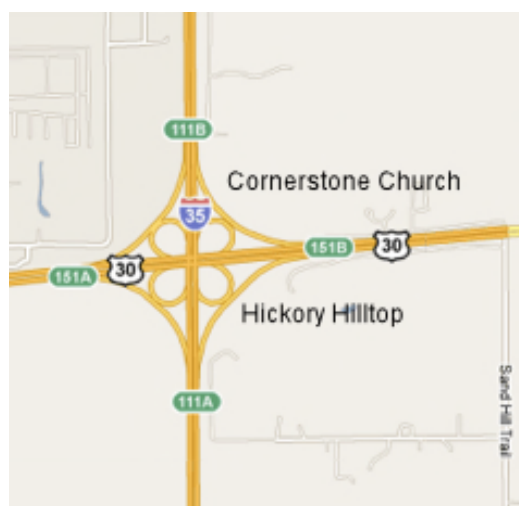 111B
Cornerstone Church
35
151B
30
30
151A
Hickory Hilltop
111A
Sand Hill Trail